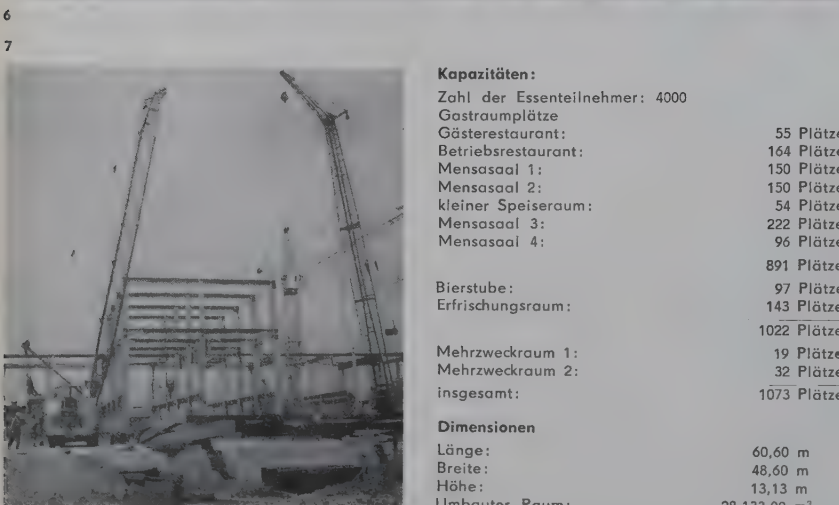 6
7
Kapazitäten:
Zahl der Essenteilnehmer: 4000
Gastraumplätze
Gästerestaurant: 55 Plätze
Betriebsrestaurant: 164 Plätze
Mensasaal 1: 150 Plätze
Mensasaal 2: 150 Plätze
kleiner Speiseraum: 54 Plätze
Mensasaal 3: 222 Plätze
Mensasaal 4: 96 Plätze
891 Plätze
Bierstube: 97 Plätze
Erfrischungsraum: 143 Plätze
1022 Plätze
Mehrzweckraum 1: 19 Plätze
Mehrzweckraum 2: 32 Plätze
insgesamt: 1073 Plätze
Dimensionen
Länge: 60,60 m
Breite: 48,60 m
Höhe: 13,13 m
Umbauter Raum: